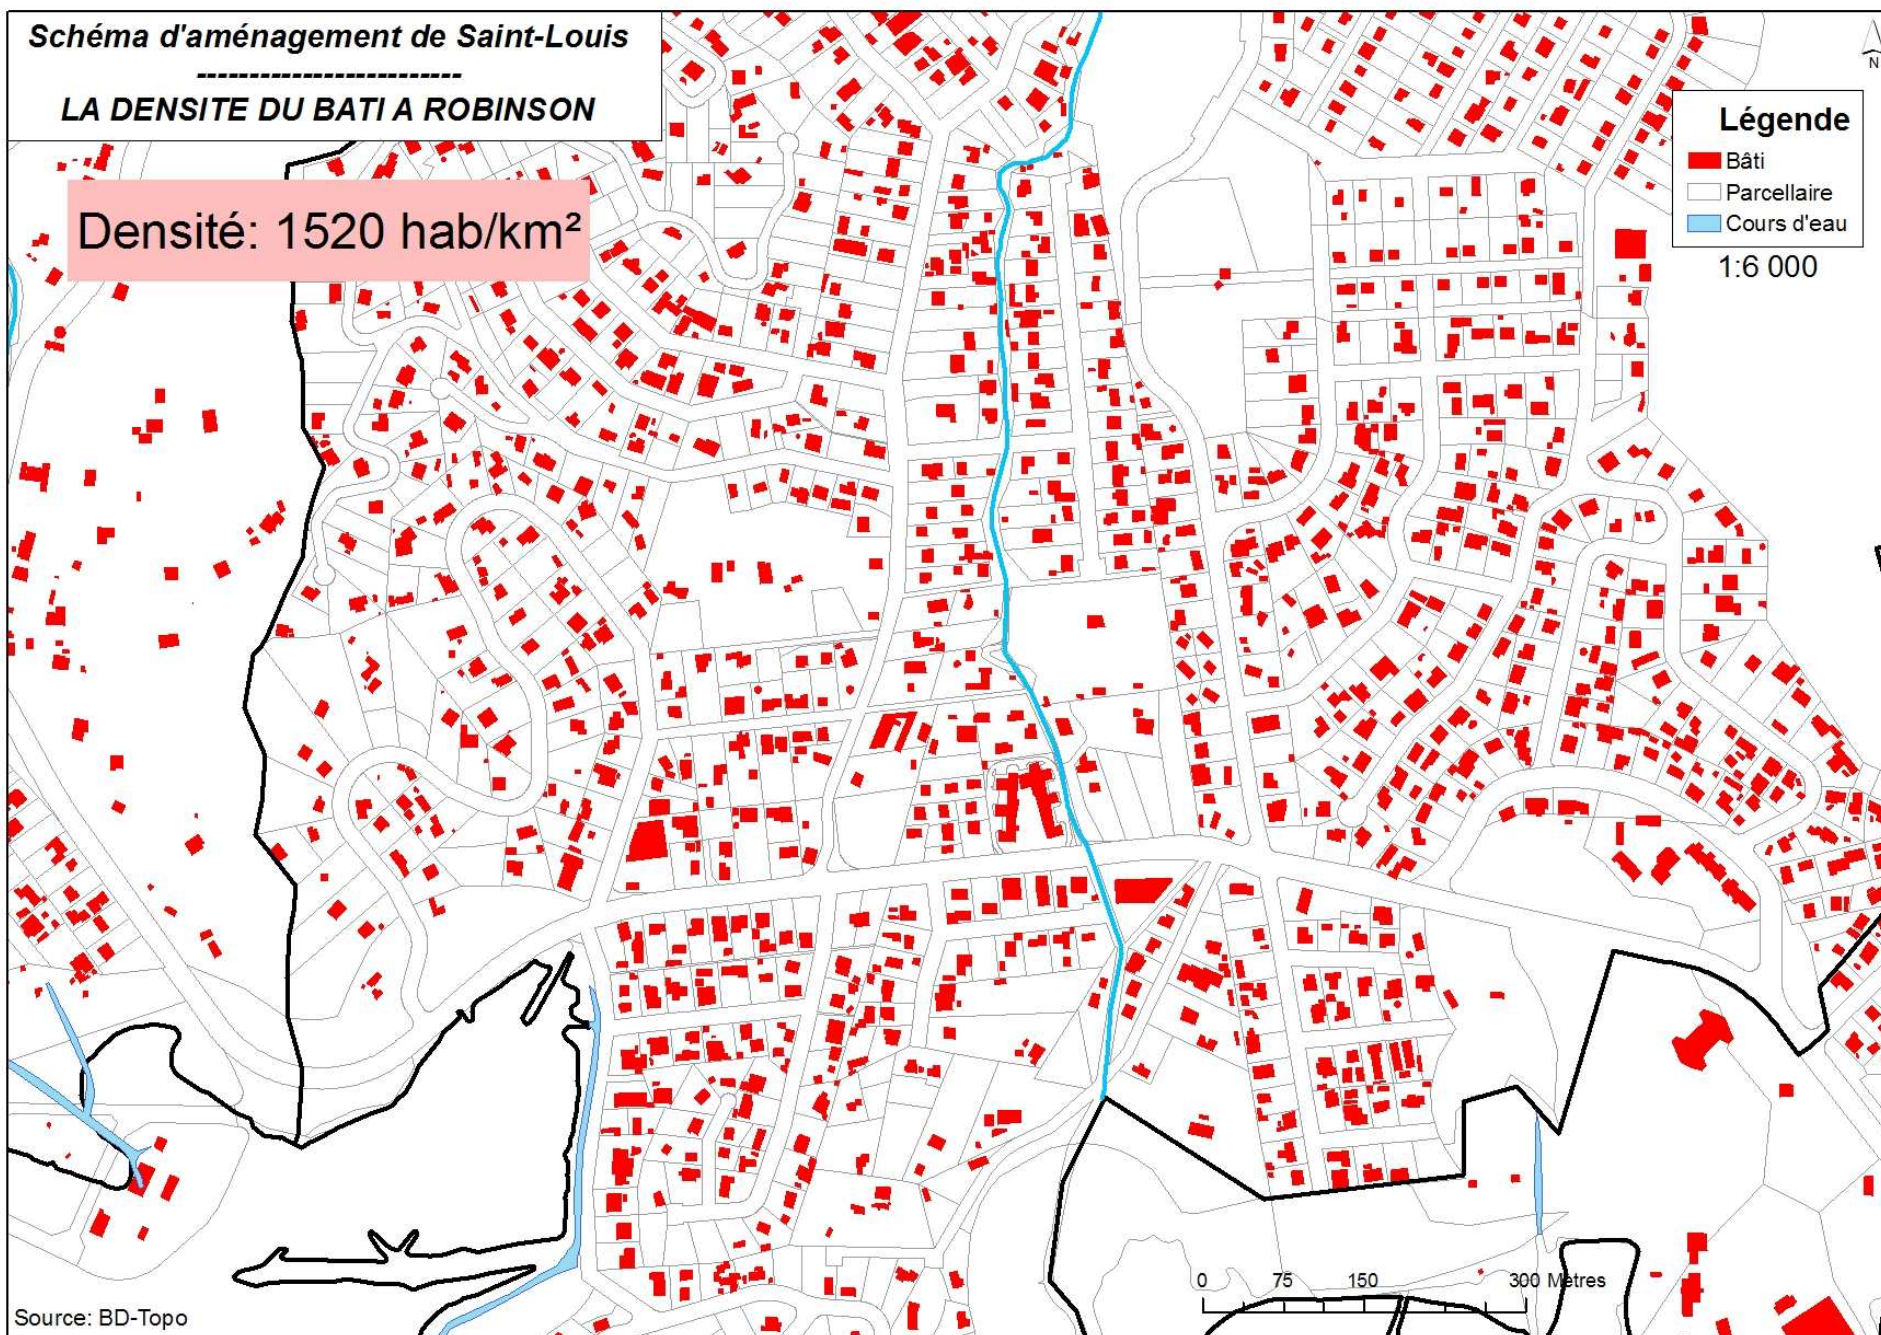 Schéma d'aménagement de Saint-Louis
-------------------------
LA DENSITE DU BATI A ROBINSON
Densité: 1520 hab/km²
N
Légende
Bâti
Parcellaire
Cours d'eau
1:6 000
0 75 150 300 Mètres
Source: BD-Topo